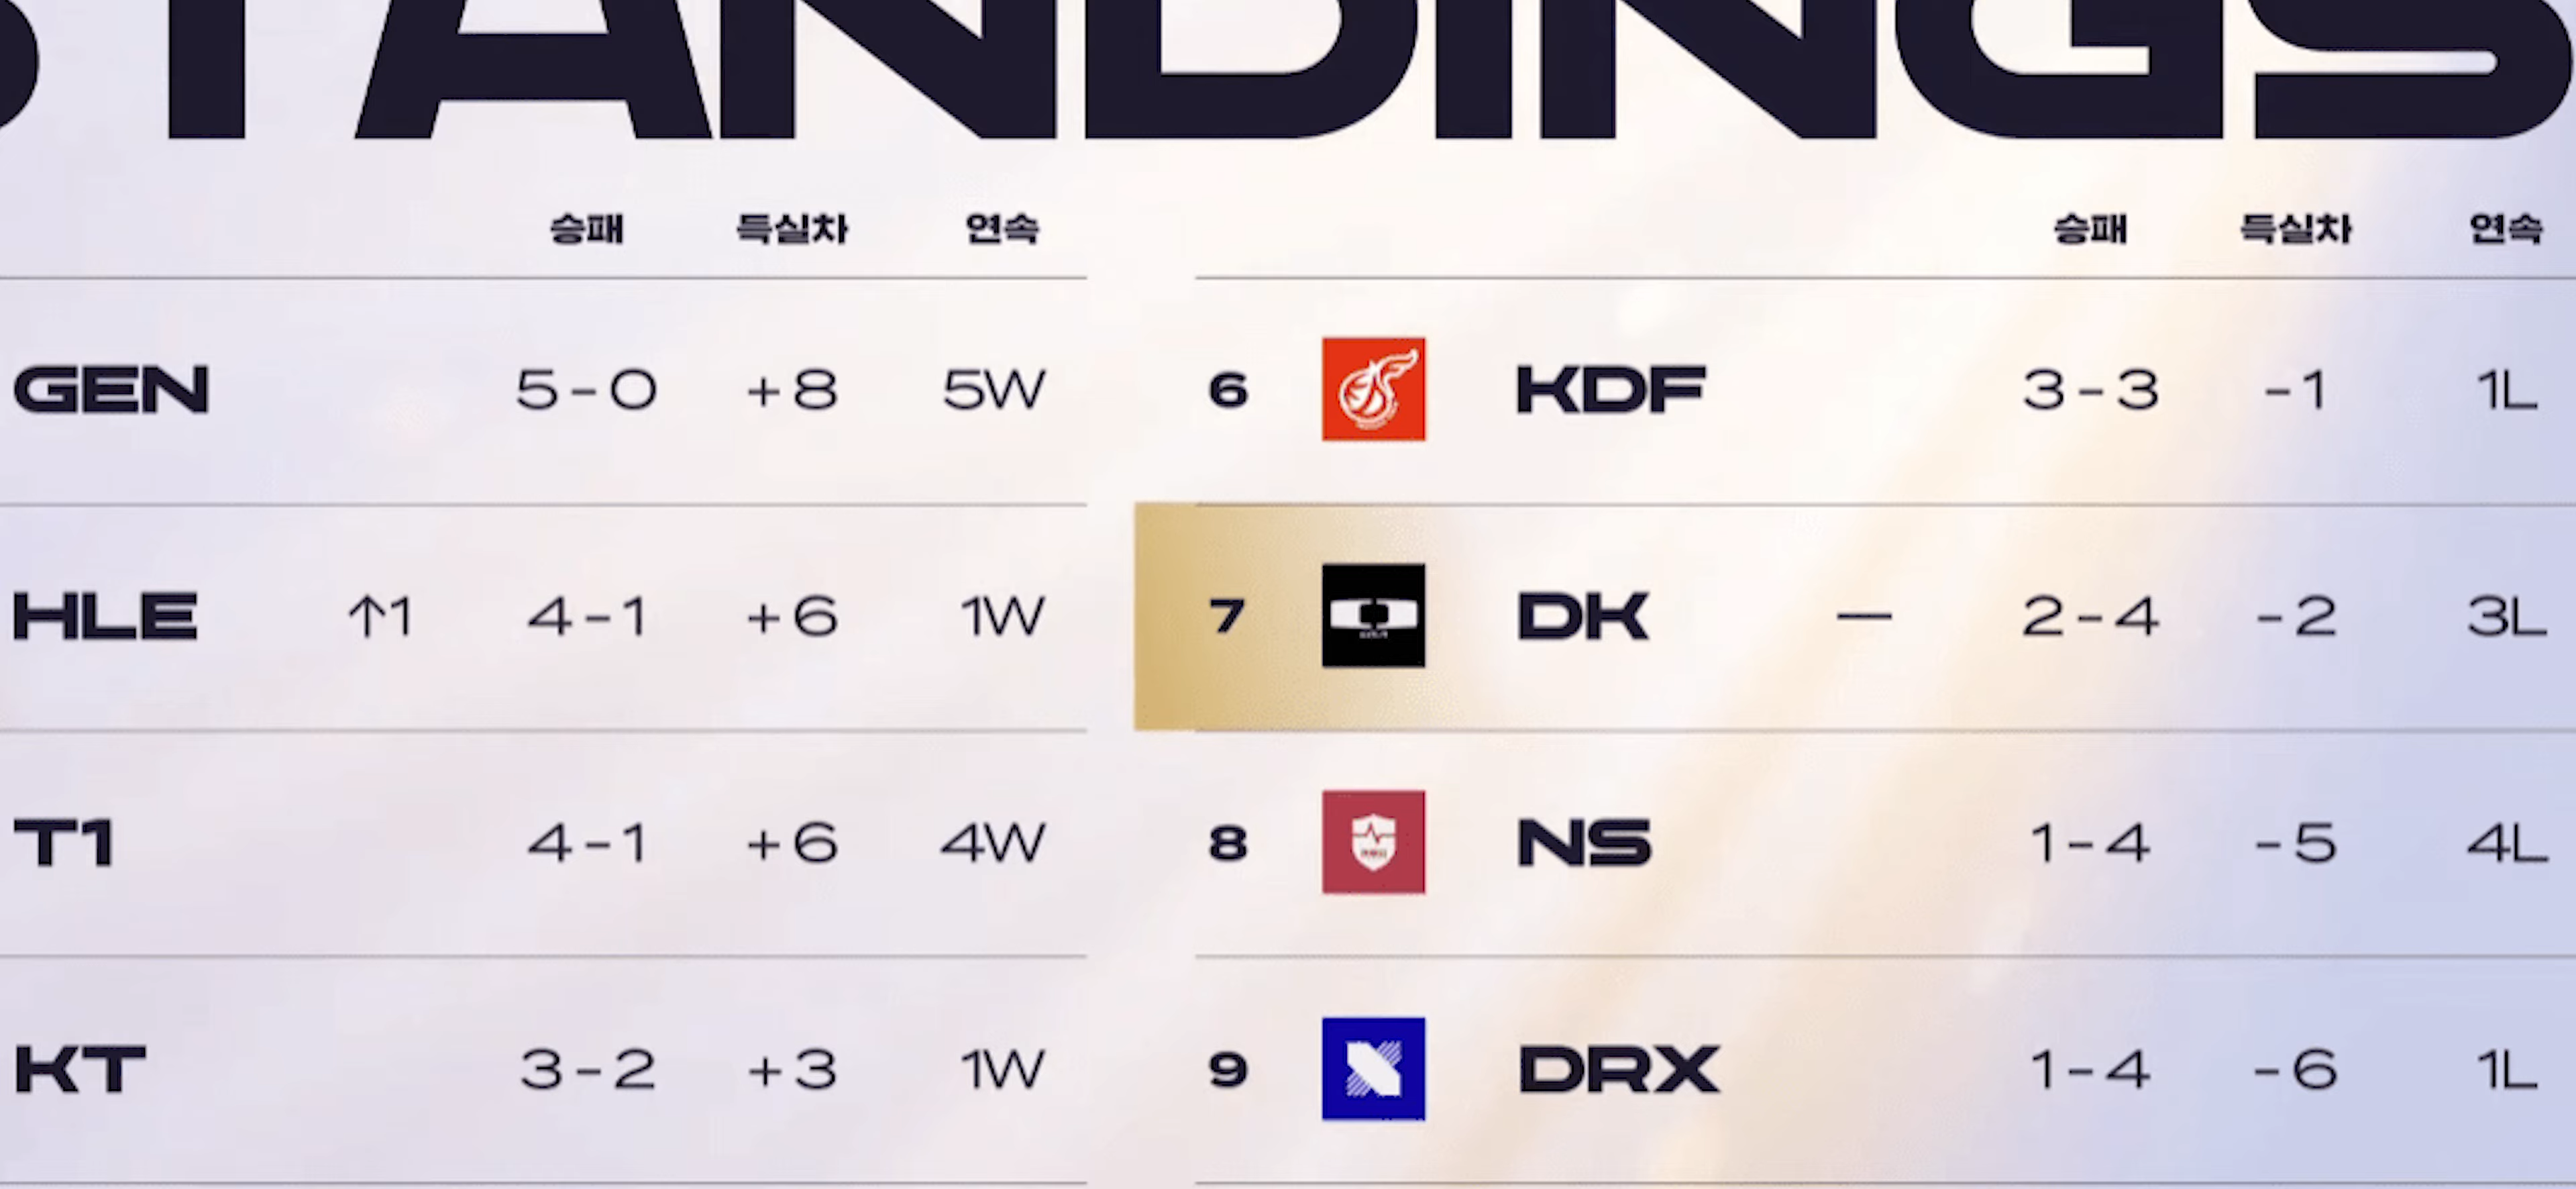 STANDINGS
승패 득실차 연속
GEN 5-0 +8 5W
HLE ↑1 4-1 +6 1W
T1 4-1 +6 4W
KT 3-2 +3 1W
승패 득실차 연속
6 KDF 3-3 -1 1L
7 DK — 2-4 -2 3L
8 NS 1-4 -5 4L
9 DRX 1-4 -6 1L